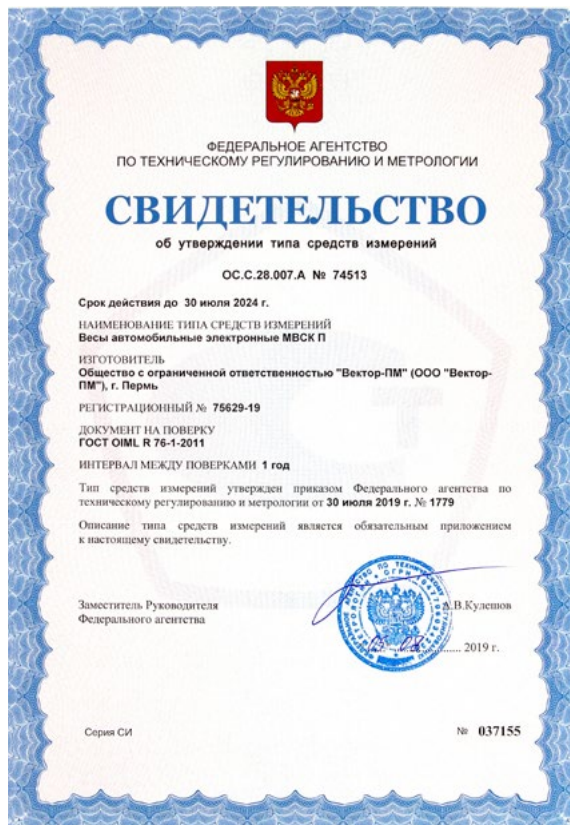 ФЕДЕРАЛЬНОЕ АГЕНТСТВО
ПО ТЕХНИЧЕСКОМУ РЕГУЛИРОВАНИЮ И МЕТРОЛОГИИ
СВИДЕТЕЛЬСТВО
об утверждении типа средств измерений
ОС.С.28.007.А № 74513
Срок действия до 30 июля 2024 г.
НАИМЕНОВАНИЕ ТИПА СРЕДСТВ ИЗМЕРЕНИЙ
Весы автомобильные электронные МВСК П
ИЗГОТОВИТЕЛЬ
Общество с ограниченной ответственностью "Вектор-ПМ" (ООО "Вектор-
ПМ"), г. Пермь
РЕГИСТРАЦИОННЫЙ № 75629-19
ДОКУМЕНТ НА ПОВЕРКУ
ГОСТ OIML R 76-1-2011
ИНТЕРВАЛ МЕЖДУ ПОВЕРКАМИ 1 год
Тип средств измерений утвержден приказом Федерального агентства по
техническому регулированию и метрологии от 30 июля 2019 г. № 1779
Описание типа средств измерений является обязательным приложением
к настоящему свидетельству.
Заместитель Руководителя
А.В.Кулешов
Федерального агентства
2019 г.
Серия СИ
№ 037155